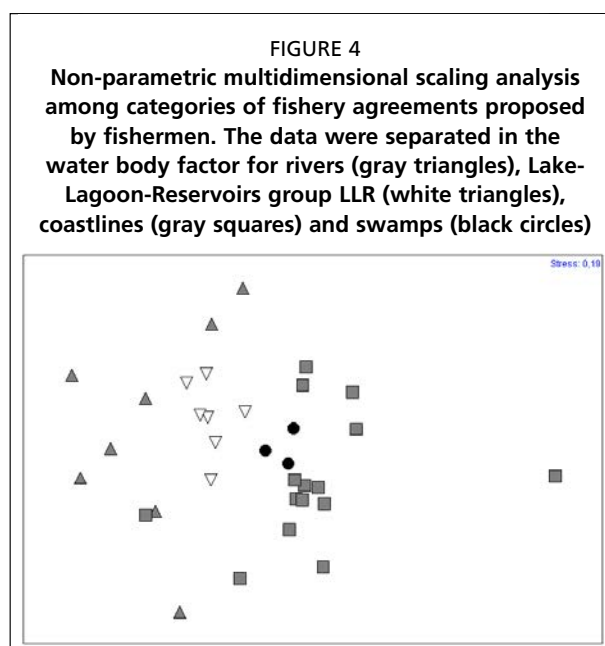 FIGURE 4
Non-parametric multidimensional scaling analysis
among categories of fishery agreements proposed
by fishermen. The data were separated in the
water body factor for rivers (gray triangles), Lake-
Lagoon-Reservoirs group LLR (white triangles),
coastlines (gray squares) and swamps (black circles)
Stress: 0,19